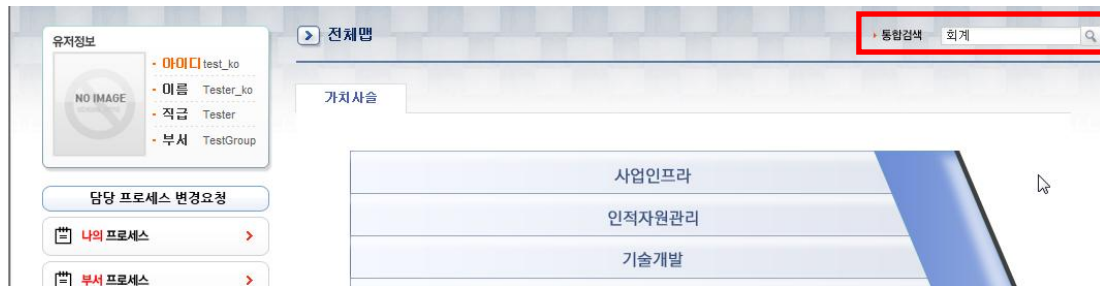 유저정보
NO IMAGE
아이디 test_ko
이름 Tester_ko
직급 Tester
부서 TestGroup
담당 프로세스 변경요청
나의 프로세스
부서 프로세스
전체맵
통합검색 회계
가치사슬
사업인프라
인적자원관리
기술개발